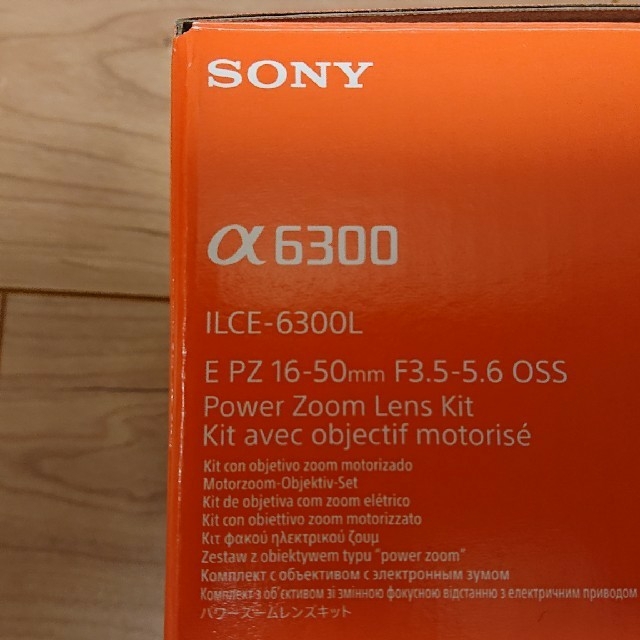 SONY
α6300
ILCE-6300L
E PZ 16-50mm F3.5-5.6 OSS
Power Zoom Lens Kit
Kit avec objectif motorisé
Kit con objetivo zoom motorizado
Motorzoom-Objektiv-Set
Kit de objetiva com zoom elétrico
Kit con obiettivo zoom motorizzato
Κιτ φακού ηλεκτρικού ζουμ
Zestaw z obiektywem typu "power zoom"
Комплект с объективом с электронным зумом
Комплект з об'єктивом зі змінною фокусною відстанню з електричним приводом
パワーズームレンズキット